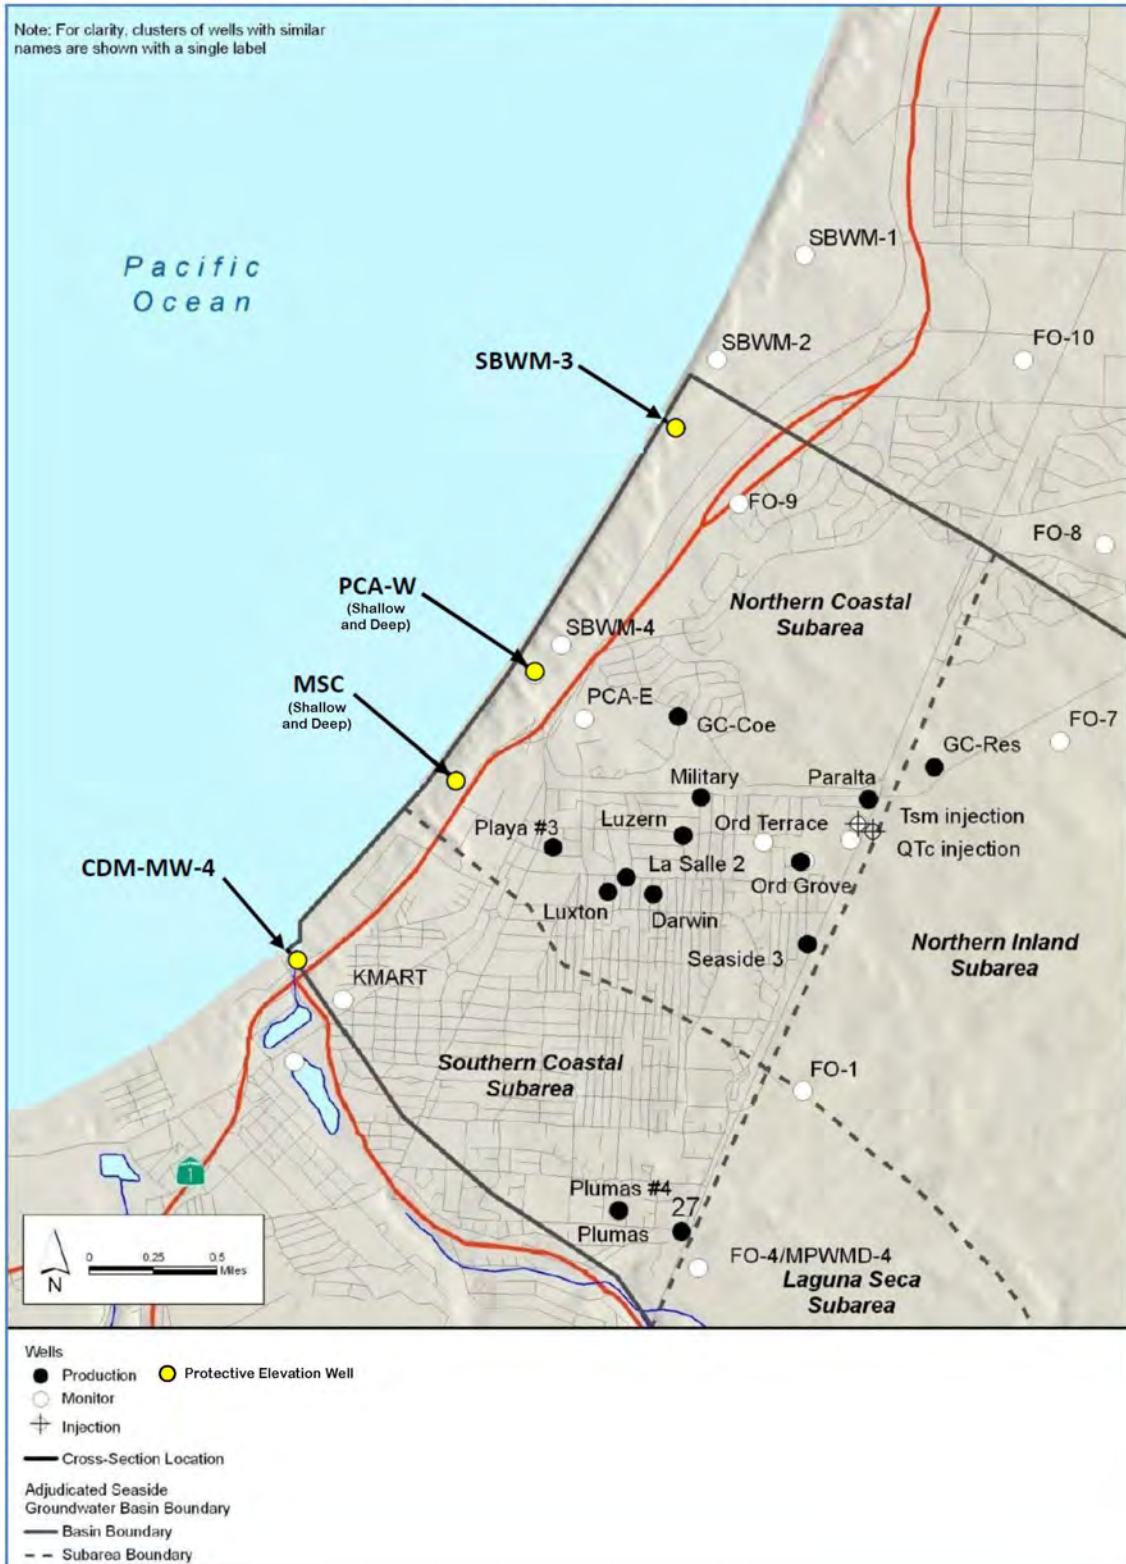 Note: For clarity, clusters of wells with similar
names are shown with a single label
Pacific
Ocean
SBWM-1
SBWM-2
FO-10
SBWM-3
FO-9
FO-8
PCA-W
(Shallow
and Deep)
Northern Coastal
Subarea
SBWM-4
MSC
(Shallow
and Deep)
PCA-E
GC-Coe
FO-7
GC-Res
Military
Paralta
Playa #3
Luzern
Ord Terrace
Tsm injection
QTc injection
La Salle 2
Ord Grove
CDM-MW-4
Luxton
Darwin
Seaside 3
Northern Inland
Subarea
KMART
Southern Coastal
Subarea
FO-1
1
Plumas #4
27
Plumas
FO-4/MPWMD-4
Laguna Seca
Subarea
N
0 0.25 0.5
Miles
Wells
Production
Protective Elevation Well
Monitor
Injection
Cross-Section Location
Adjudicated Seaside
Groundwater Basin Boundary
Basin Boundary
Subarea Boundary